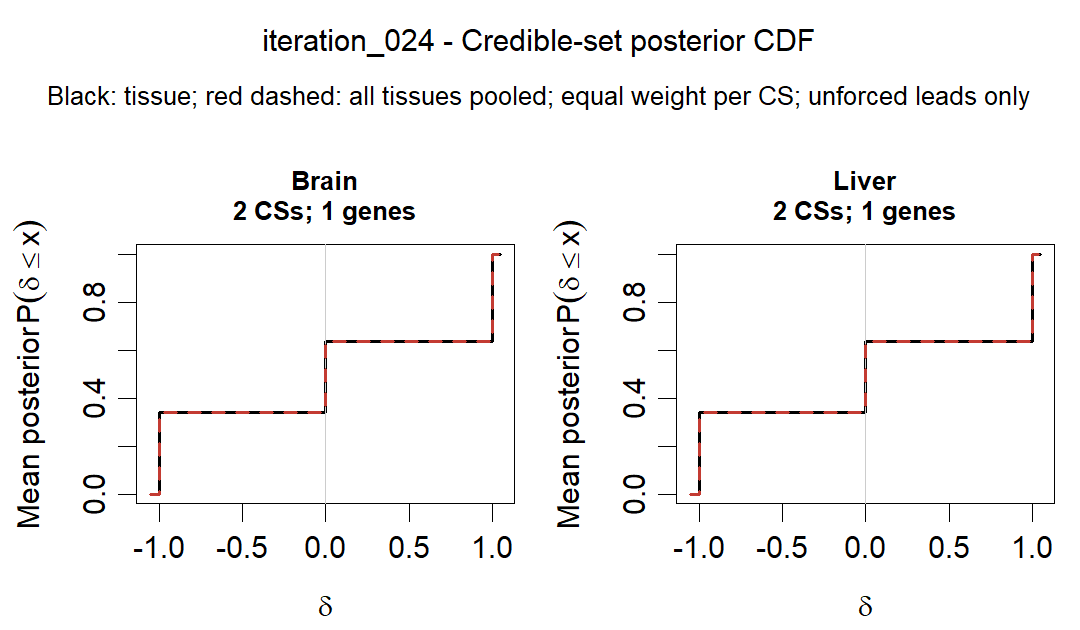 iteration_024 - Credible-set posterior CDF
Black: tissue; red dashed: all tissues pooled; equal weight per CS; unforced leads only
Brain
2 CSs; 1 genes
Mean posterior P(δ ≤ x)
0.8
0.4
0.0
-1.0 -0.5 0.0 0.5 1.0
δ
Liver
2 CSs; 1 genes
Mean posterior P(δ ≤ x)
0.8
0.4
0.0
-1.0 -0.5 0.0 0.5 1.0
δ